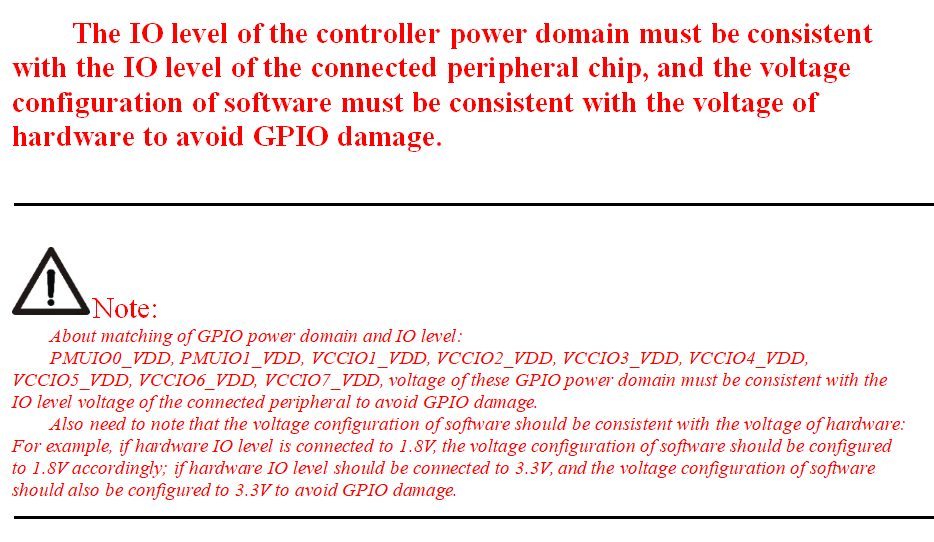 The IO level of the controller power domain must be consistent
with the IO level of the connected peripheral chip, and the voltage
configuration of software must be consistent with the voltage of
hardware to avoid GPIO damage.
Note:
About matching of GPIO power domain and IO level:
PMUIO0_VDD, PMUIO1_VDD, VCCIO1_VDD, VCCIO2_VDD, VCCIO3_VDD, VCCIO4_VDD,
VCCIO5_VDD, VCCIO6_VDD, VCCIO7_VDD, voltage of these GPIO power domain must be consistent with the
IO level voltage of the connected peripheral to avoid GPIO damage.
Also need to note that the voltage configuration of software should be consistent with the voltage of hardware:
For example, if hardware IO level is connected to 1.8V, the voltage configuration of software should be configured
to 1.8V accordingly; if hardware IO level should be connected to 3.3V, and the voltage configuration of software
should also be configured to 3.3V to avoid GPIO damage.